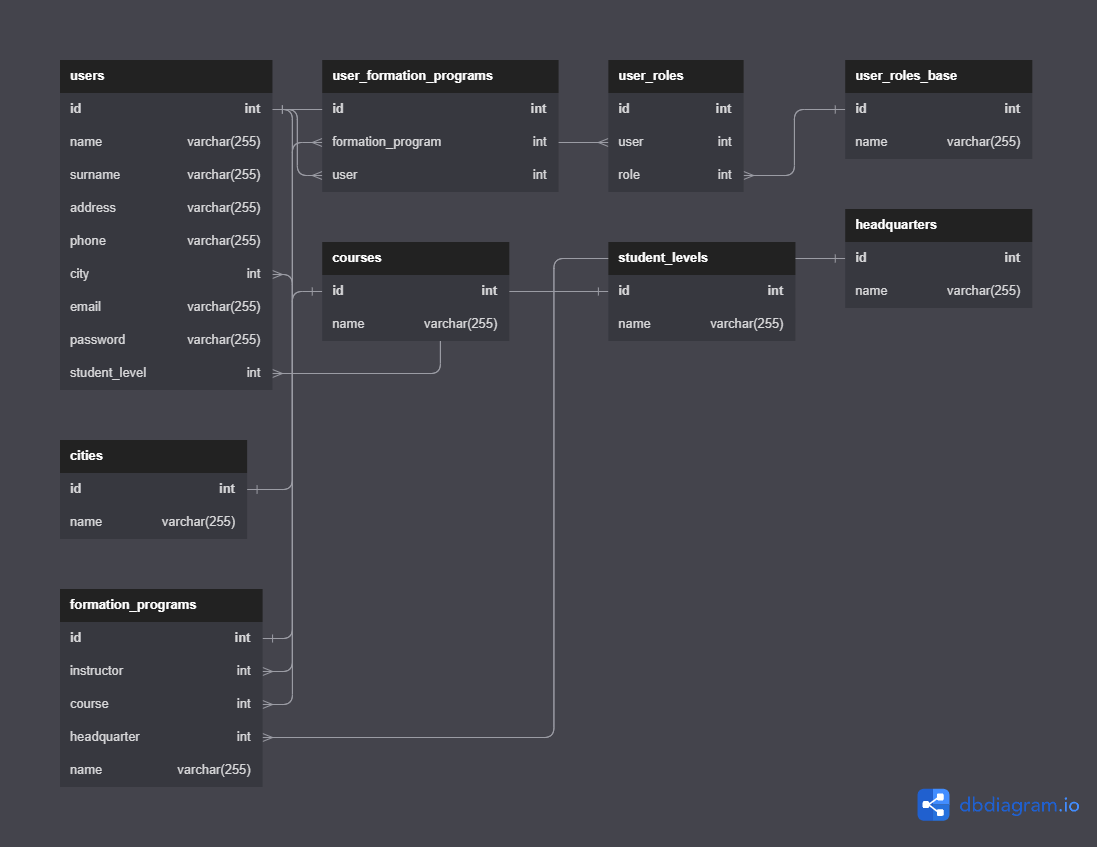 users
id int
name varchar(255)
surname varchar(255)
address varchar(255)
phone varchar(255)
city int
email varchar(255)
password varchar(255)
student_level int
user_formation_programs
id int
formation_program int
user int
user_roles
id int
user int
role int
user_roles_base
id int
name varchar(255)
headquarters
id int
name varchar(255)
courses
id int
name varchar(255)
student_levels
id int
name varchar(255)
cities
id int
name varchar(255)
formation_programs
id int
instructor int
course int
headquarter int
name varchar(255)
dbdiagram.io